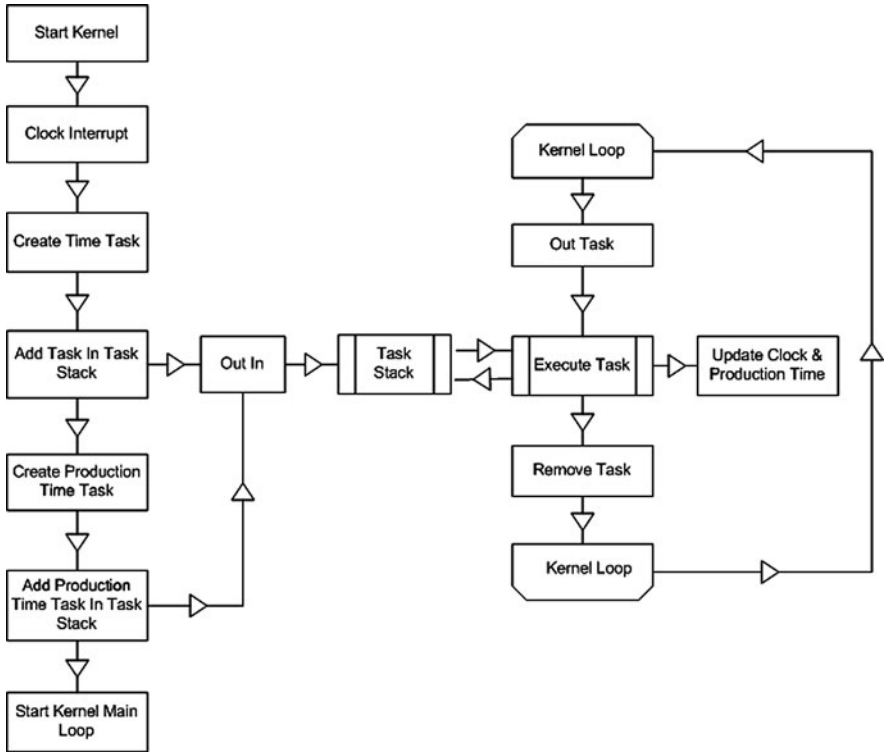 Start Kernel
Clock Interrupt
Create Time Task
Add Task In Task
Stack
Create Production
Time Task
Add Production
Time Task In Task
Stack
Start Kernel Main
Loop
Out In
Task
Stack
Kernel Loop
Out Task
Execute Task
Update Clock &
Production Time
Remove Task
Kernel Loop